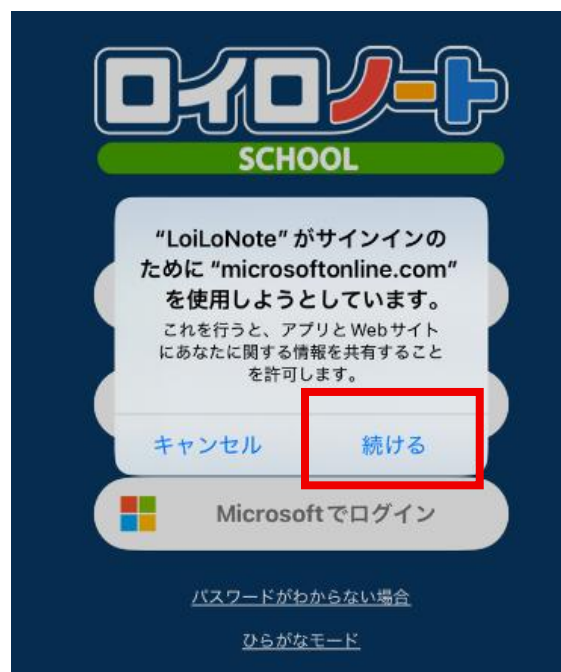 ロイロノート
SCHOOL
“LoiLoNote” がサインインの
ために “microsoftonline.com”
を使用しようとしています。
これを行うと、アプリとWebサイト
にあなたに関する情報を共有すること
を許可します。
キャンセル 続ける
Microsoftでログイン
パスワードがわからない場合
ひらがなモード